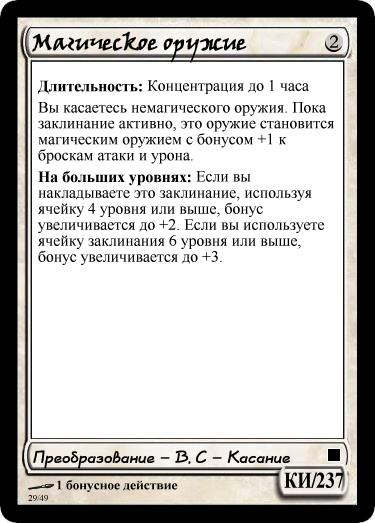 Магическое оружие
2
Длительность: Концентрация до 1 часа
Вы касаетесь немагического оружия. Пока
заклинание активно, это оружие становится
магическим оружием с бонусом +1 к
броскам атаки и урона.
На больших уровнях: Если вы
накладываете это заклинание, используя
ячейку 4 уровня или выше, бонус
увеличивается до +2. Если вы используете
ячейку заклинания 6 уровня или выше,
бонус увеличивается до +3.
Преобразование – В, С – Касание
КИ/237
1 бонусное действие
29/49